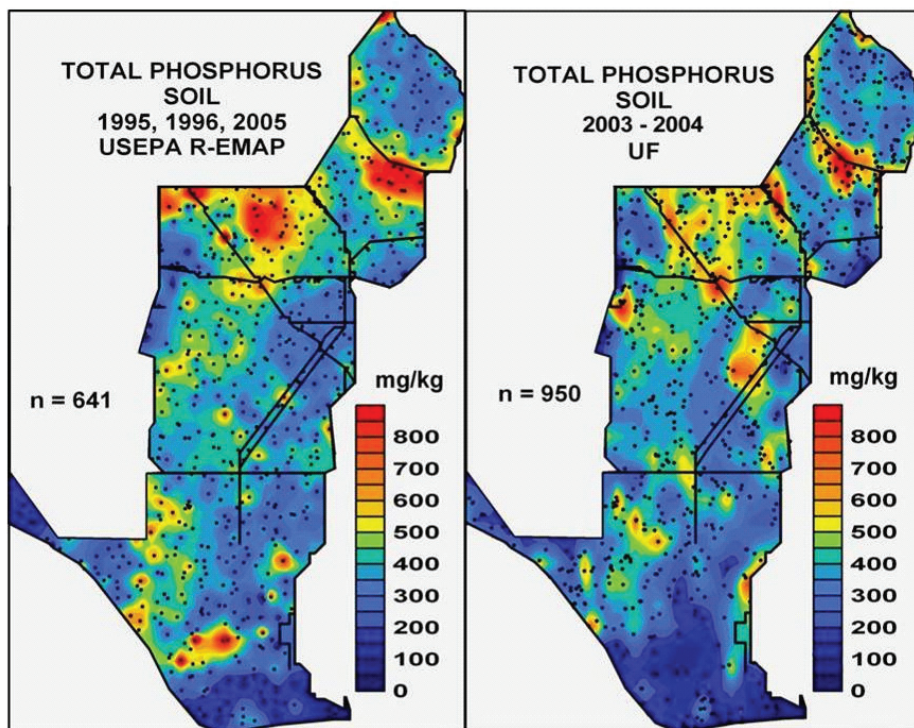 TOTAL PHOSPHORUS
SOIL
1995, 1996, 2005
USEPA R-EMAP
n = 641
mg/kg
800
700
600
500
400
300
200
100
0
TOTAL PHOSPHORUS
SOIL
2003 - 2004
UF
n = 950
mg/kg
800
700
600
500
400
300
200
100
0